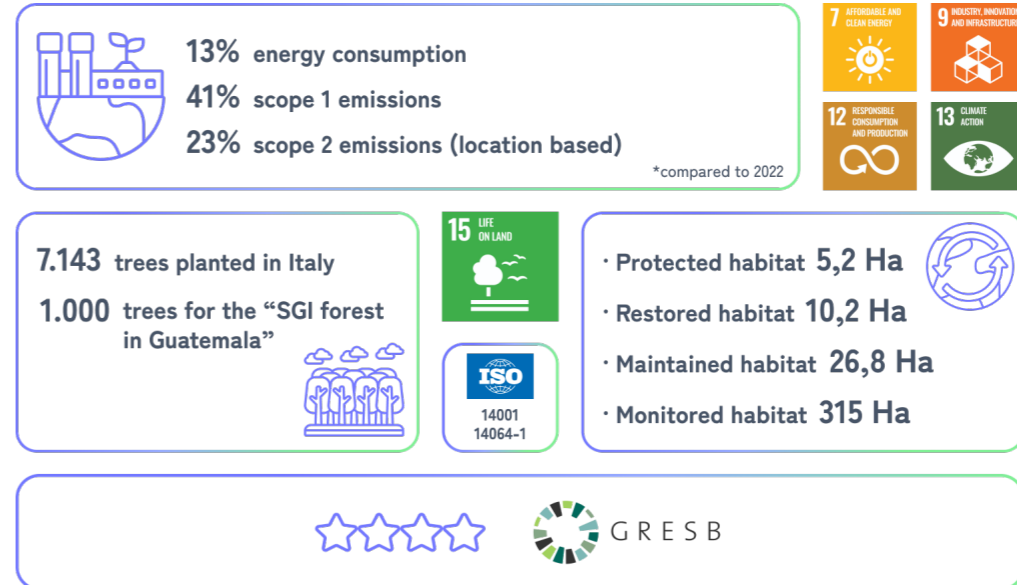 13% energy consumption
41% scope 1 emissions
23% scope 2 emissions (location based)
*compared to 2022
7 AFFORDABLE AND
CLEAN ENERGY
9 INDUSTRY, INNOVATION
AND INFRASTRUCTURE
12 RESPONSIBLE
CONSUMPTION
AND PRODUCTION
13 CLIMATE
ACTION
7.143 trees planted in Italy
1.000 trees for the “SGI forest
in Guatemala”
15 LIFE
ON LAND
ISO
14001
14064-1
· Protected habitat 5,2 Ha
· Restored habitat 10,2 Ha
· Maintained habitat 26,8 Ha
· Monitored habitat 315 Ha
GRESB